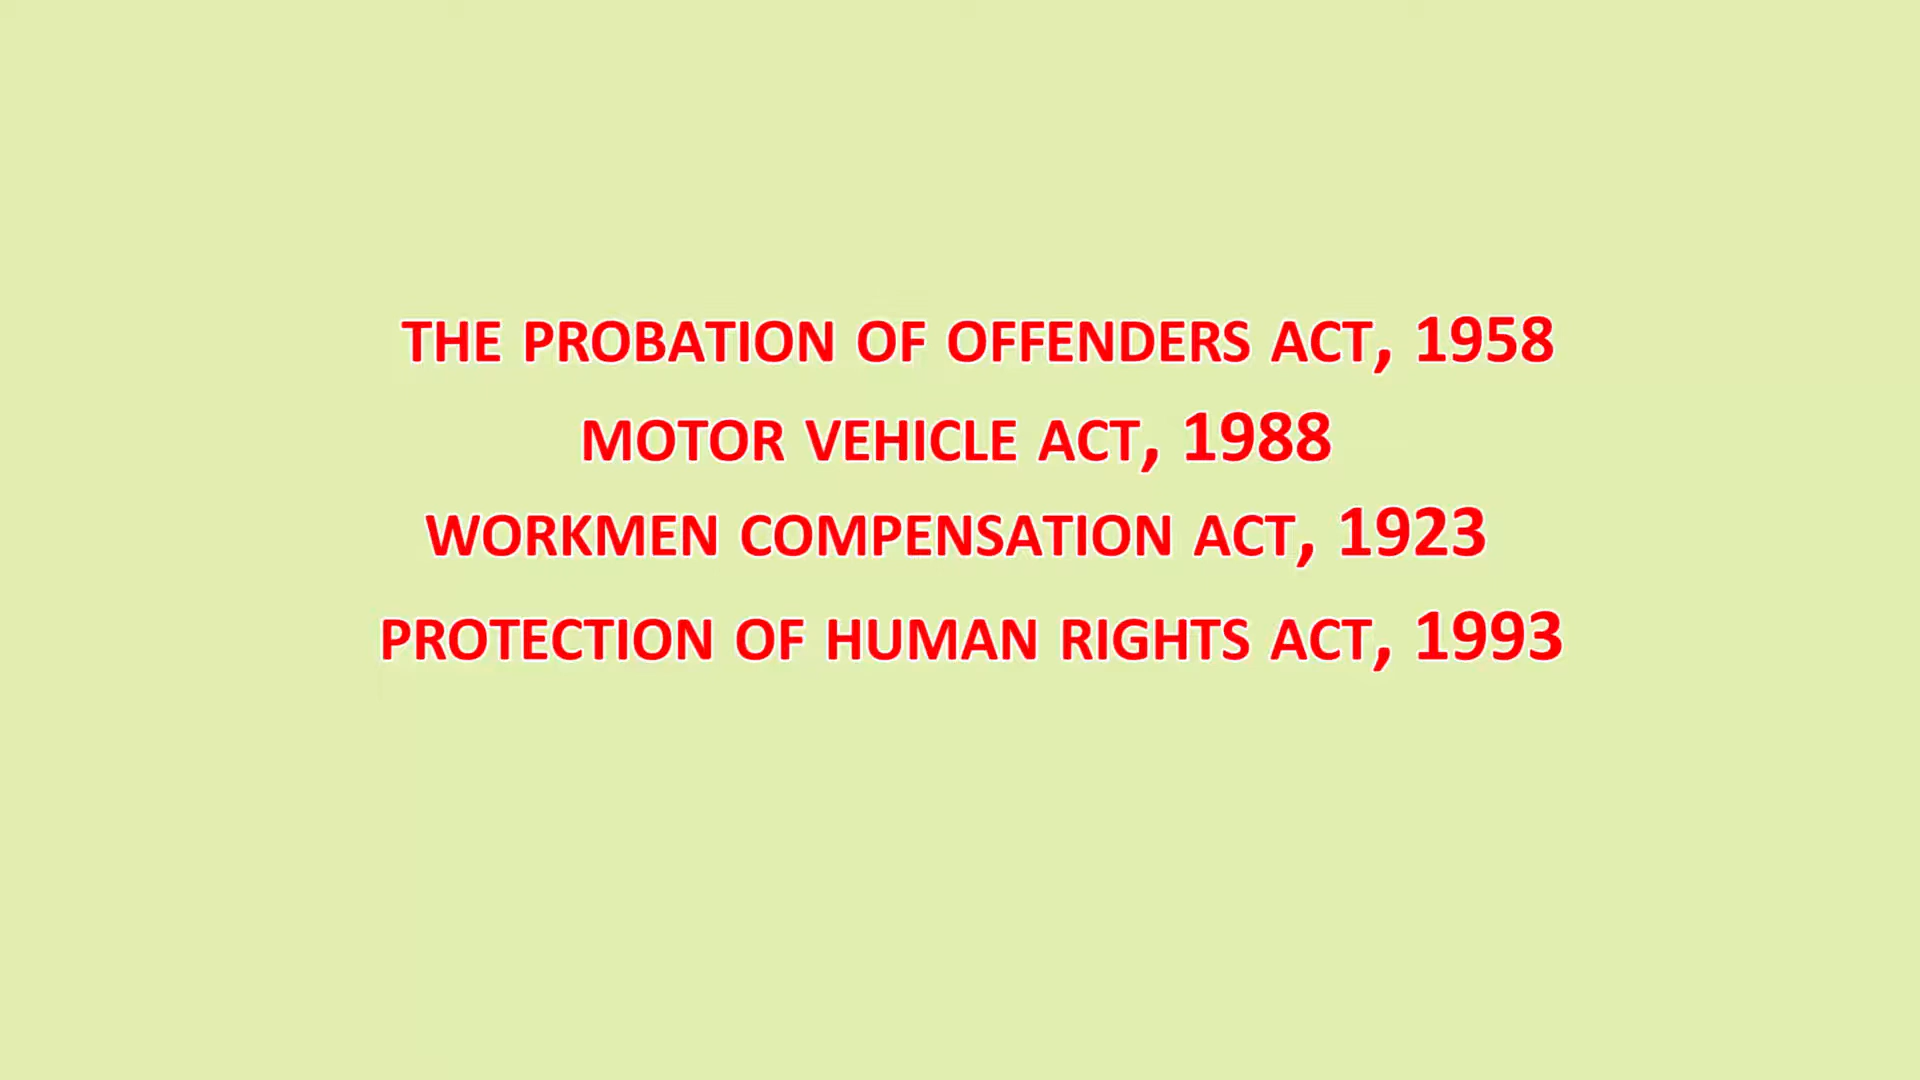 THE PROBATION OF OFFENDERS ACT, 1958
MOTOR VEHICLE ACT, 1988
WORKMEN COMPENSATION ACT, 1923
PROTECTION OF HUMAN RIGHTS ACT, 1993